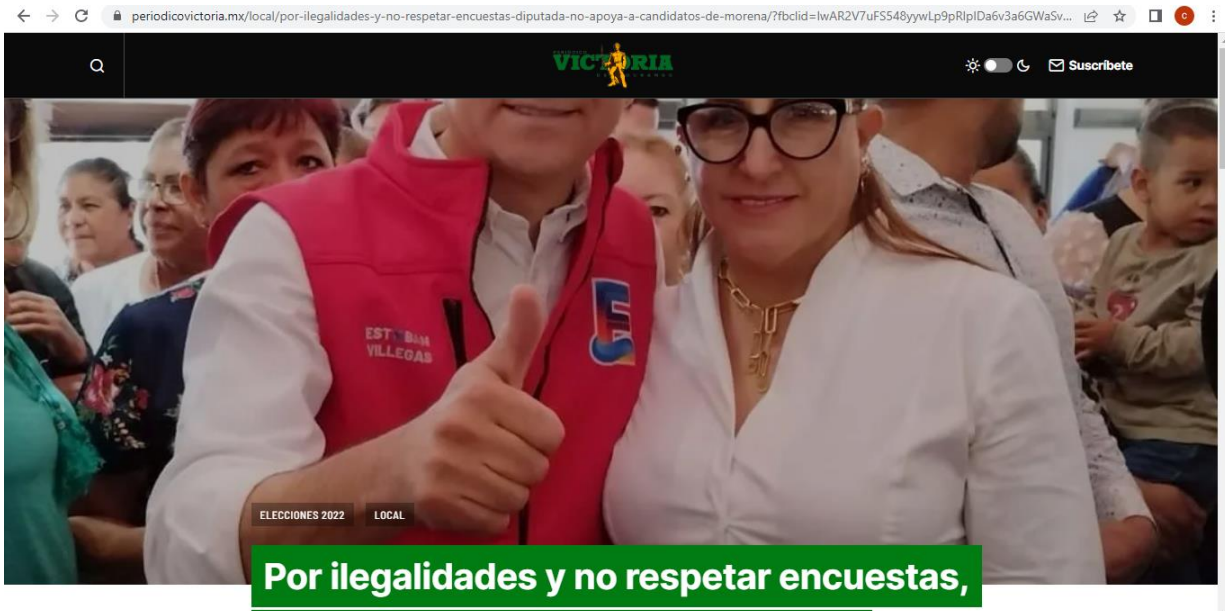 periodicovictoria.mx/local/por-ilegalidades-y-no-respetar-encuestas-diputada-no-apoya-a-candidatos-de-morena/?fbclid=IwAR2V7uFS548yywLp9pRIpIDa6v3a6GWaSv...
VICTORIA
Suscríbete
ESTEBAN
VILLEGAS
E
ELECCIONES 2022 LOCAL
Por ilegalidades y no respetar encuestas,